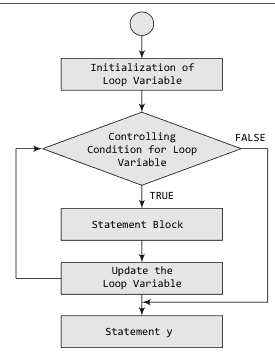 Initialization of
Loop Variable
Controlling
Condition for Loop
Variable
FALSE
TRUE
Statement Block
Update the
Loop Variable
Statement y